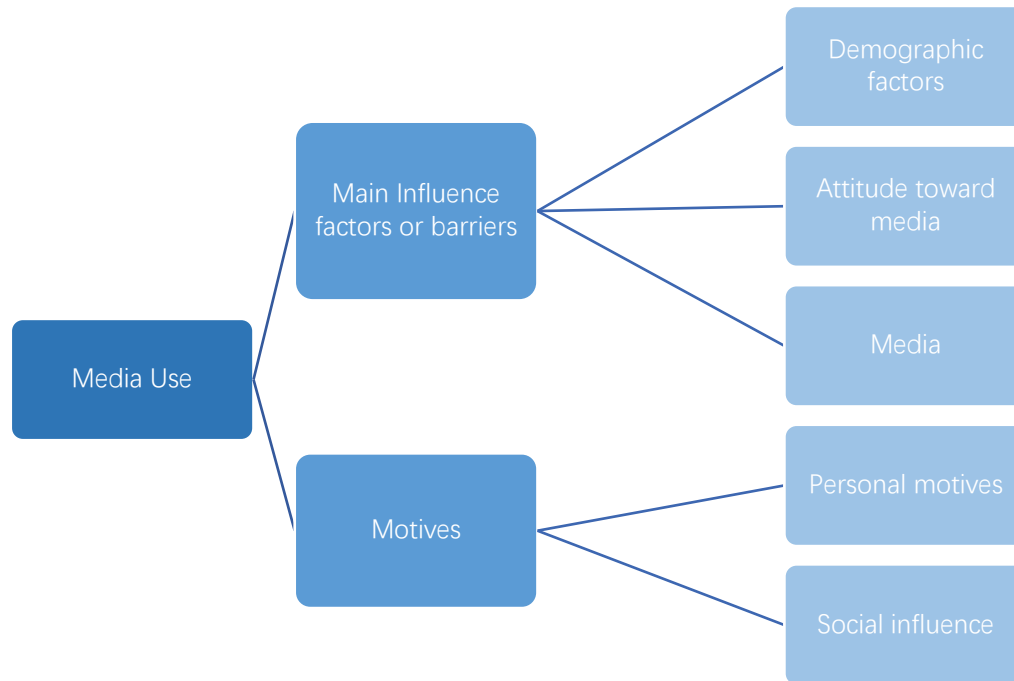 Media Use
Main Influence
factors or barriers
Motives
Demographic
factors
Attitude toward
media
Media
Personal motives
Social influence